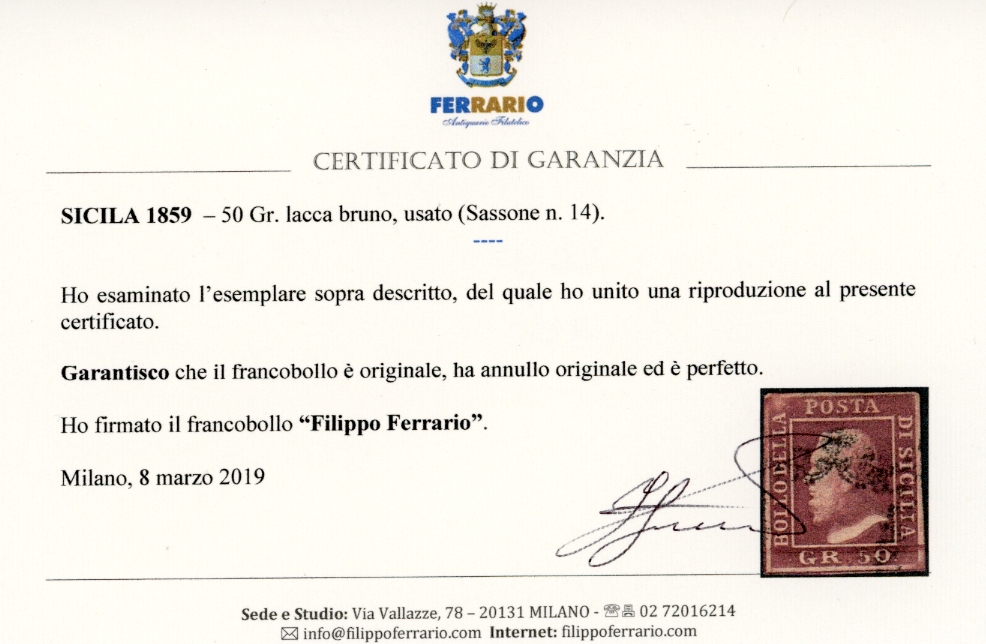 FERRARIO
Antiquario Filatelico
CERTIFICATO DI GARANZIA
SICILA 1859 – 50 Gr. lacca bruno, usato (Sassone n. 14).
----
Ho esaminato l’esemplare sopra descritto, del quale ho unito una riproduzione al presente
certificato.
Garantisco che il francobollo è originale, ha annullo originale ed è perfetto.
Ho firmato il francobollo “Filippo Ferrario”.
Milano, 8 marzo 2019
POSTA
BOLLO DELLA
DI SICILIA
GR. 50
Sede e Studio: Via Vallazze, 78 – 20131 MILANO - 02 72016214
info@filippoferrario.com Internet: filippoferrario.com